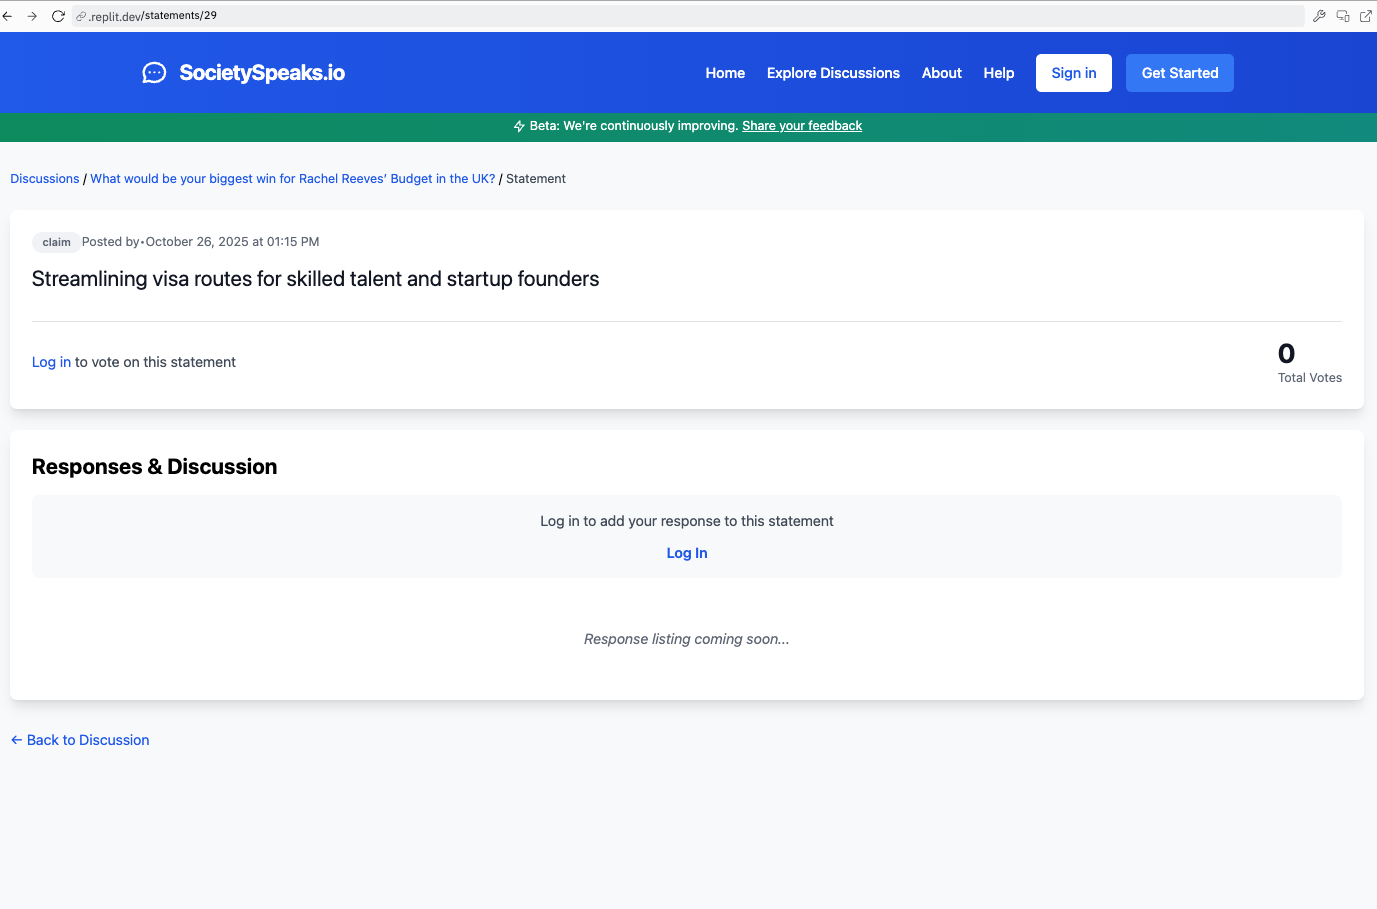 .replit.dev/statements/29
SocietySpeaks.io
Home Explore Discussions About Help Sign in Get Started
Beta: We're continuously improving. Share your feedback
Discussions / What would be your biggest win for Rachel Reeves’ Budget in the UK? / Statement
claim Posted by•October 26, 2025 at 01:15 PM
Streamlining visa routes for skilled talent and startup founders
Log in to vote on this statement
0
Total Votes
Responses & Discussion
Log in to add your response to this statement
Log In
Response listing coming soon...
← Back to Discussion